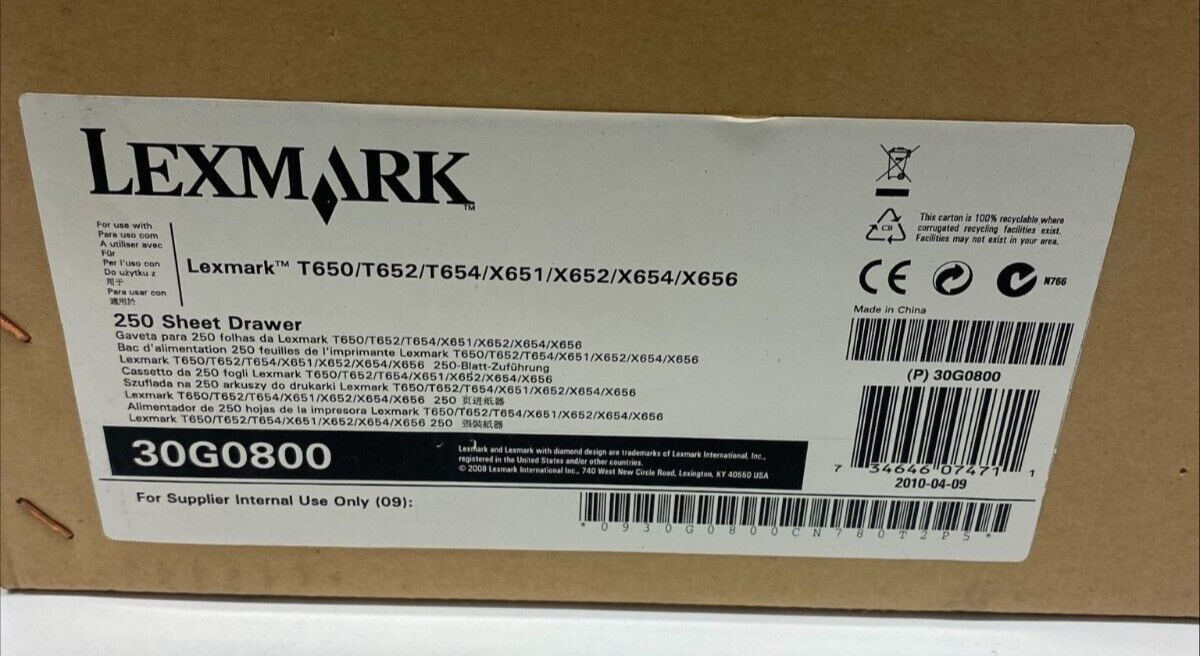 LEXMARK™
For use with
Para uso com
A utiliser avec
Für
Per l'uso con
Do użytku z
用于
Para usar con
適用於
Lexmark™ T650/T652/T654/X651/X652/X654/X656
250 Sheet Drawer
Gaveta para 250 folhas da Lexmark T650/T652/T654/X651/X652/X654/X656
Bac d'alimentation 250 feuilles de l'imprimante Lexmark T650/T652/T654/X651/X652/X654/X656
Lexmark T650/T652/T654/X651/X652/X654/X656 250-Blatt-Zuführung
Cassetto da 250 fogli Lexmark T650/T652/T654/X651/X652/X654/X656
Szuflada na 250 arkuszy do drukarki Lexmark T650/T652/T654/X651/X652/X654/X656
Lexmark T650/T652/T654/X651/X652/X654/X656 250 页进纸器
Alimentador de 250 hojas de la impresora Lexmark T650/T652/T654/X651/X652/X654/X656
Lexmark T650/T652/T654/X651/X652/X654/X656 250 張裝紙器
30G0800
Lexmark and Lexmark with diamond design are trademarks of Lexmark International, Inc.,
registered in the United States and/or other countries.
© 2008 Lexmark International, Inc., 740 West New Circle Road, Lexington, KY 40550 USA
For Supplier Internal Use Only (09):
*0930G0800CN780T2P5*
CB
This carton is 100% recyclable where
corrugated recycling facilities exist.
Facilities may not exist in your area.
CE
N766
Made in China
(P) 30G0800
7 34646 07471 1
2010-04-09